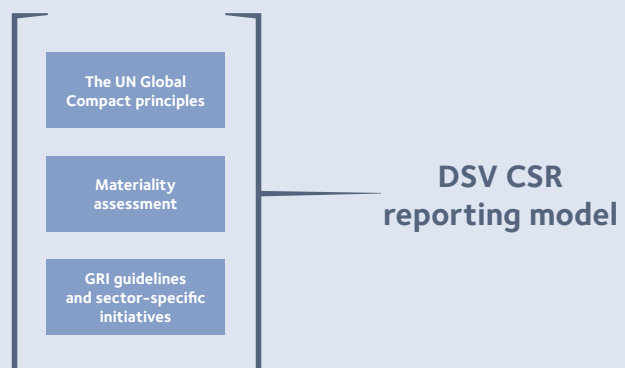 The UN Global
Compact principles
Materiality
assessment
GRI guidelines
and sector-specific
initiatives
DSV CSR
reporting model